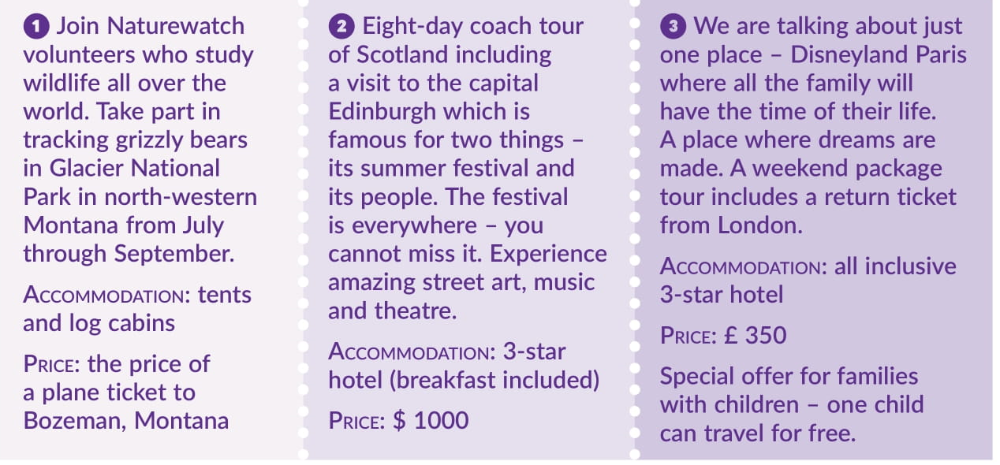 1 Join Naturewatch
volunteers who study
wildlife all over the
world. Take part in
tracking grizzly bears
in Glacier National
Park in north-western
Montana from July
through September.
ACCOMMODATION: tents
and log cabins
PRICE: the price of
a plane ticket to
Bozeman, Montana
2 Eight-day coach tour
of Scotland including
a visit to the capital
Edinburgh which is
famous for two things –
its summer festival and
its people. The festival
is everywhere – you
cannot miss it. Experience
amazing street art, music
and theatre.
ACCOMMODATION: 3-star
hotel (breakfast included)
PRICE: $ 1000
3 We are talking about just
one place – Disneyland Paris
where all the family will
have the time of their life.
A place where dreams are
made. A weekend package
tour includes a return ticket
from London.
ACCOMMODATION: all inclusive
3-star hotel
PRICE: £ 350
Special offer for families
with children – one child
can travel for free.